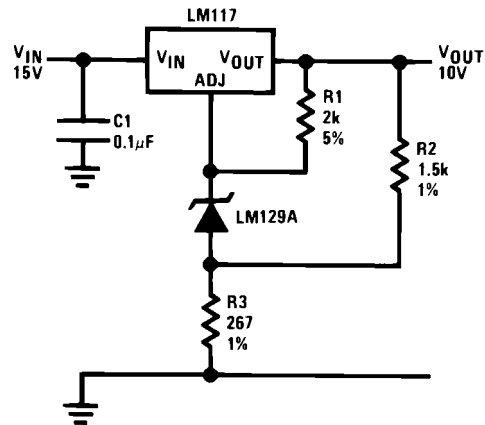 LM117
VIN
15V
VIN
VOUT
ADJ
VOUT
10V
C1
0.1μF
R1
2k
5%
R2
1.5k
1%
LM129A
R3
267
1%